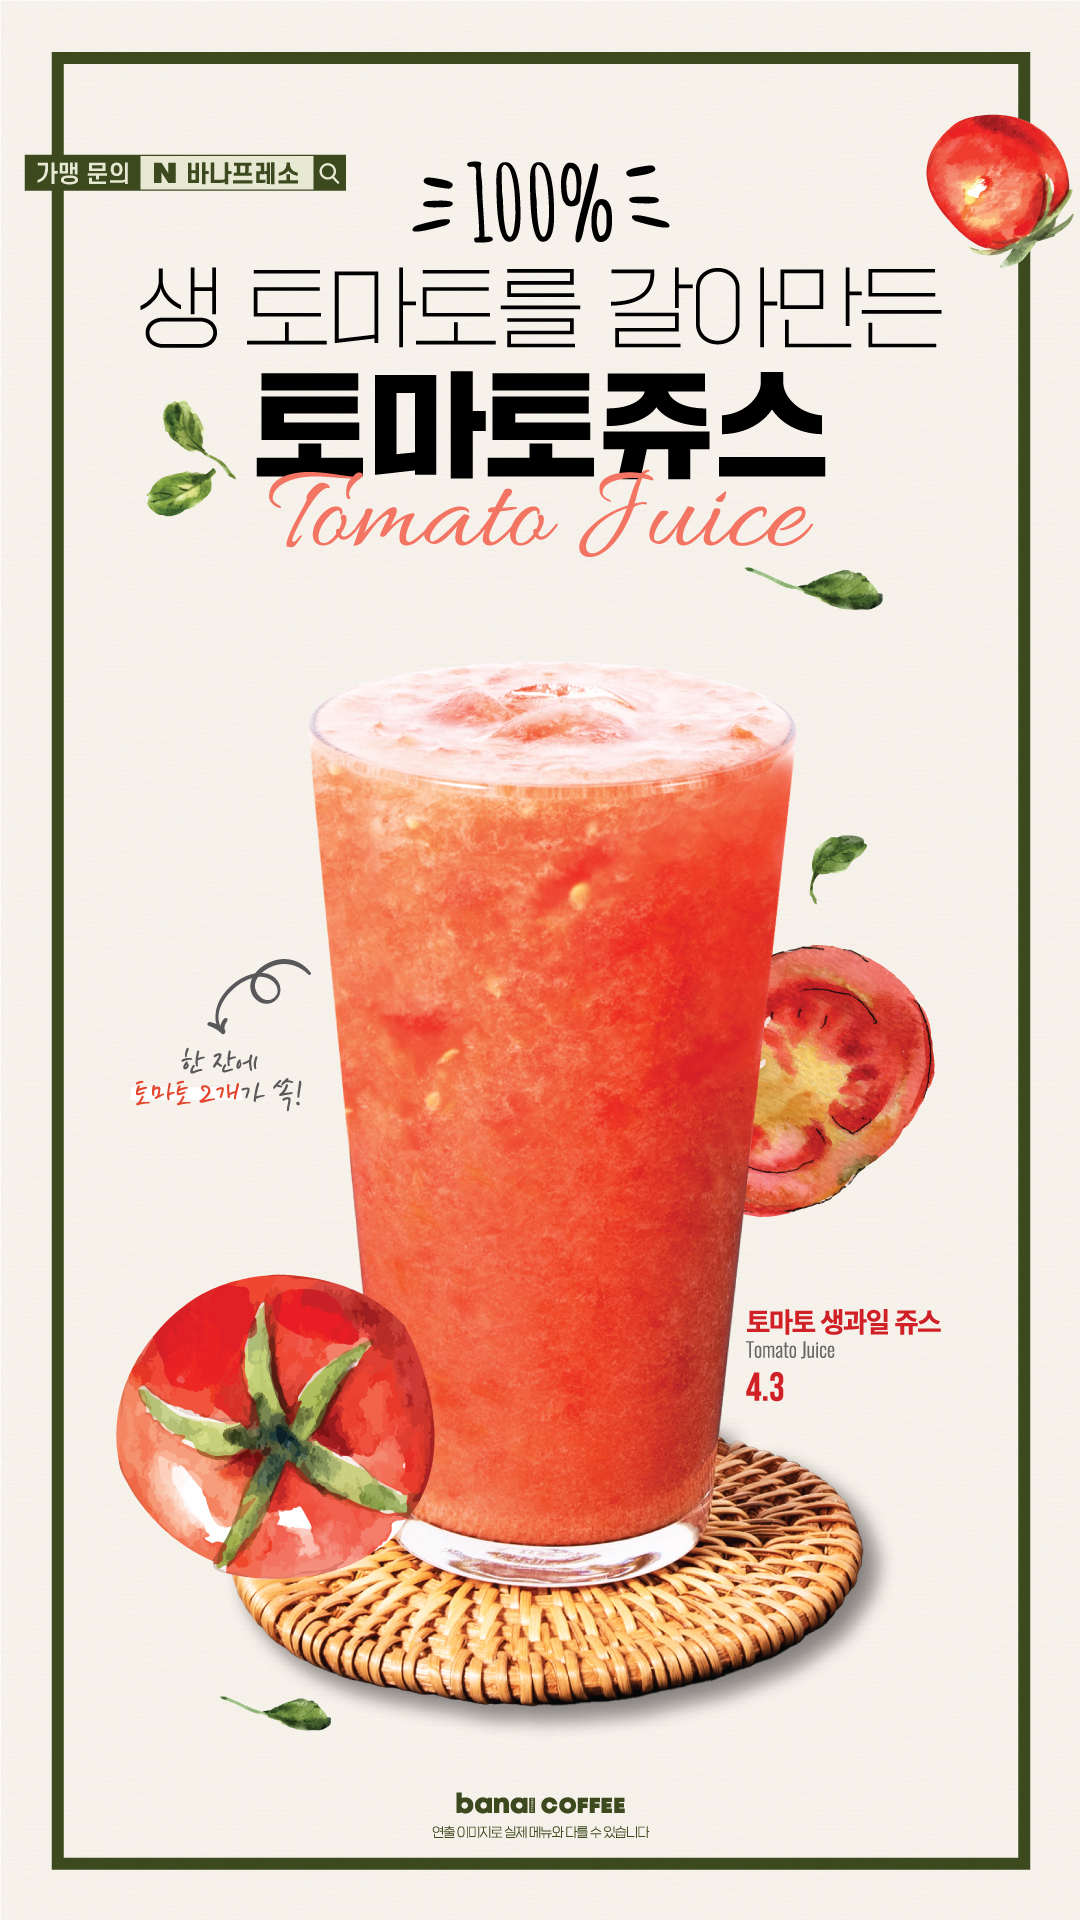 가맹 문의 N 바나프레소
100%
생 토마토를 갈아만든
토마토쥬스
Tomato Juice
한 잔에
토마토 2개가 쏙!
토마토 생과일 쥬스
Tomato Juice
4.3
bana COFFEE
연출 이미지로 실제 메뉴와 다를 수 있습니다